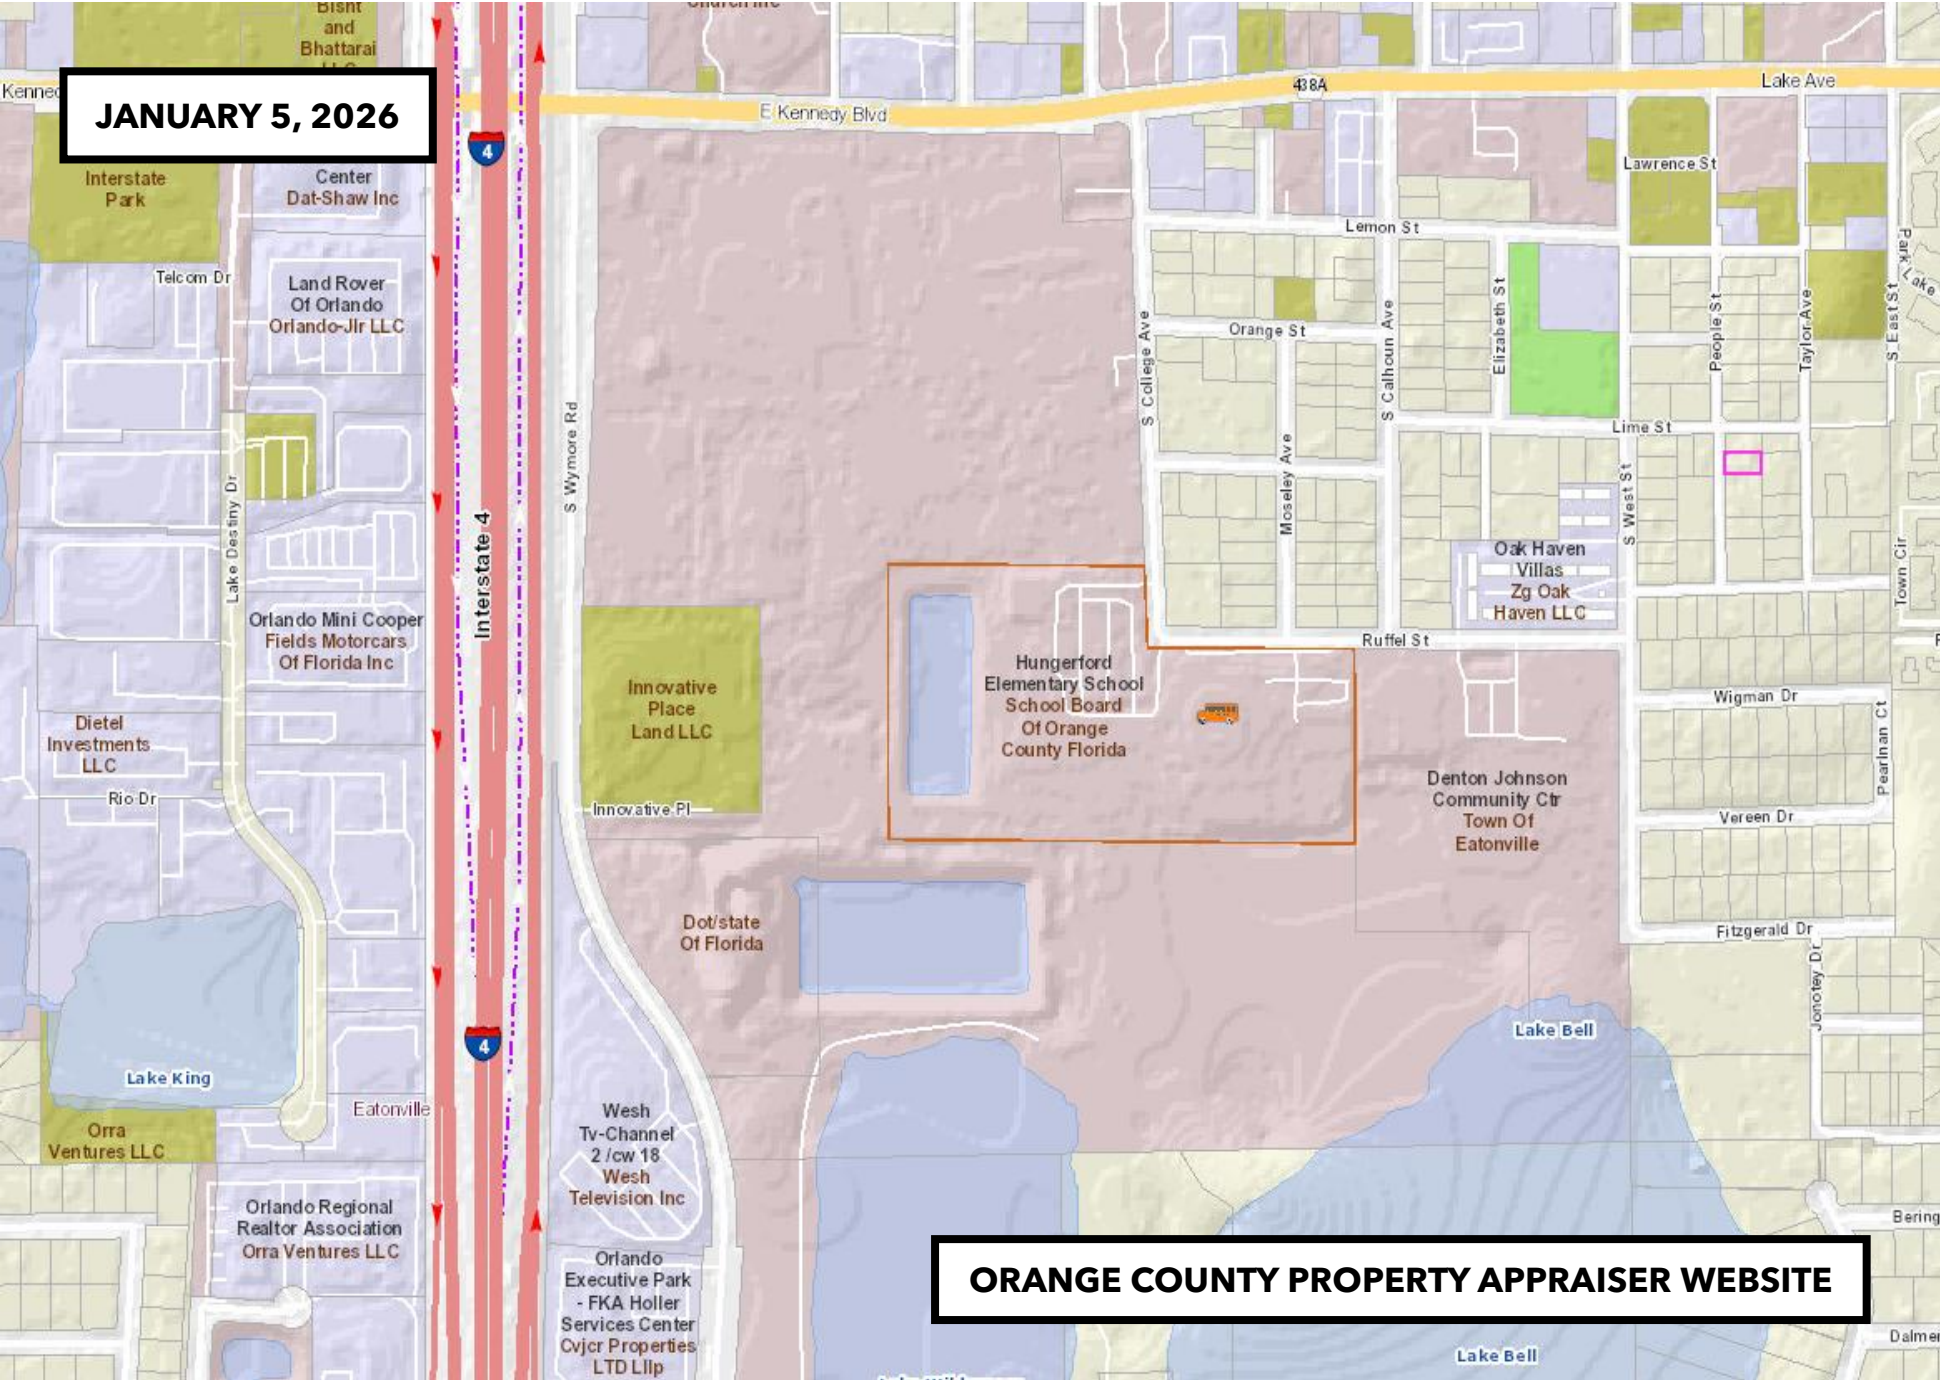 Church Inc
Bisht
and
Bhattarai
LLC
438A
Lake Ave
Kenned
JANUARY 5, 2026
E Kennedy Blvd
4
Lawrence St
Interstate
Park
Center
Dat-Shaw Inc
Lemon St
Park Lake
Telcom Dr
Land Rover
Of Orlando
Orlando-Jlr LLC
S College Ave
Orange St
S Calhoun Ave
Elizabeth St
People St
Taylor Ave
S East St
S Wymore Rd
Lime St
Moseley Ave
S West St
Lake Destiny Dr
Interstate 4
Oak Haven
Villas
Zg Oak
Haven LLC
Town Cir
Orlando Mini Cooper
Fields Motorcars
Of Florida Inc
Ruffel St
Hungerford
Elementary School
School Board
Of Orange
County Florida
Innovative
Place
Land LLC
Wigman Dr
Pearlnan Ct
Dietel
Investments
LLC
Denton Johnson
Community Ctr
Town Of
Eatonville
Rio Dr
Innovative Pl
Vereen Dr
Dot/state
Of Florida
Fitzgerald Dr
Jonotey Dr
4
Lake Bell
Lake King
Eatonville
Wesh
Tv-Channel
2 /cw 18
Wesh
Television Inc
Orra
Ventures LLC
Orlando Regional
Realtor Association
Orra Ventures LLC
Bering
Orlando
Executive Park
- FKA Holler
Services Center
Cvjcr Properties
LTD Lllp
ORANGE COUNTY PROPERTY APPRAISER WEBSITE
Dalmer
Lake Bell